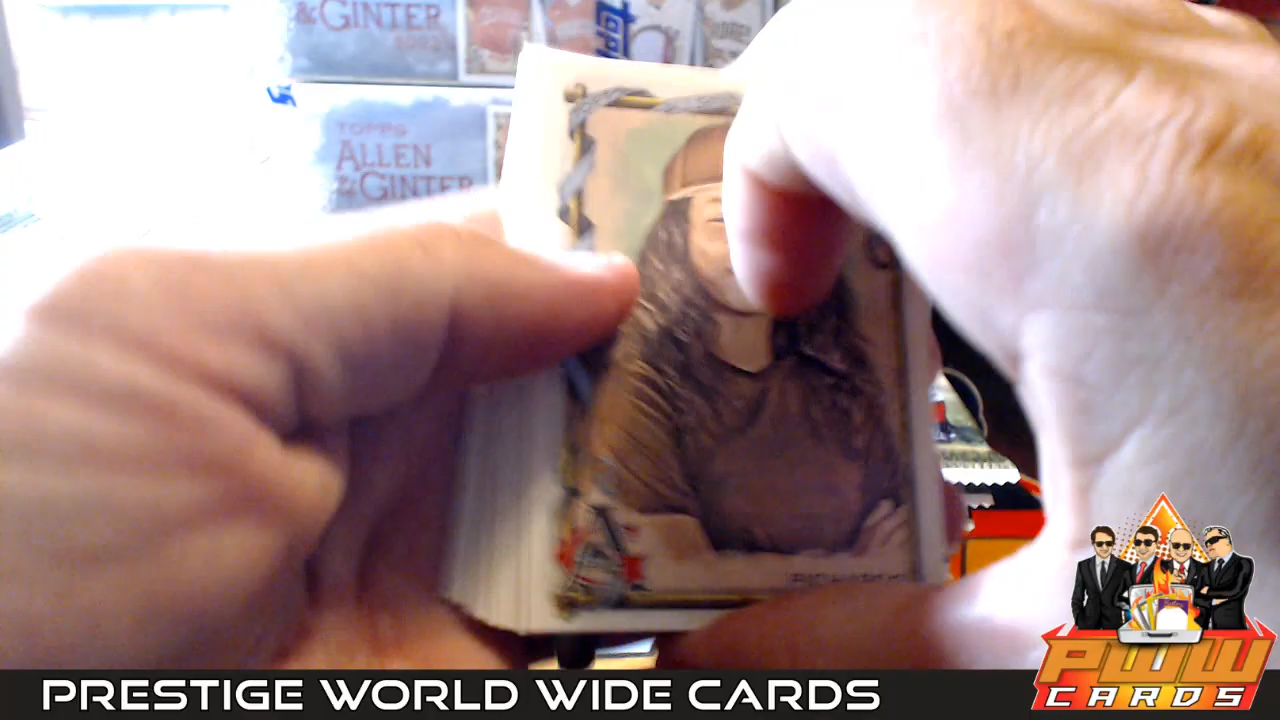 & GINTER
TOPPS
ALLEN
& GINTER
PRESTIGE WORLD WIDE CARDS
PWW
CARDS